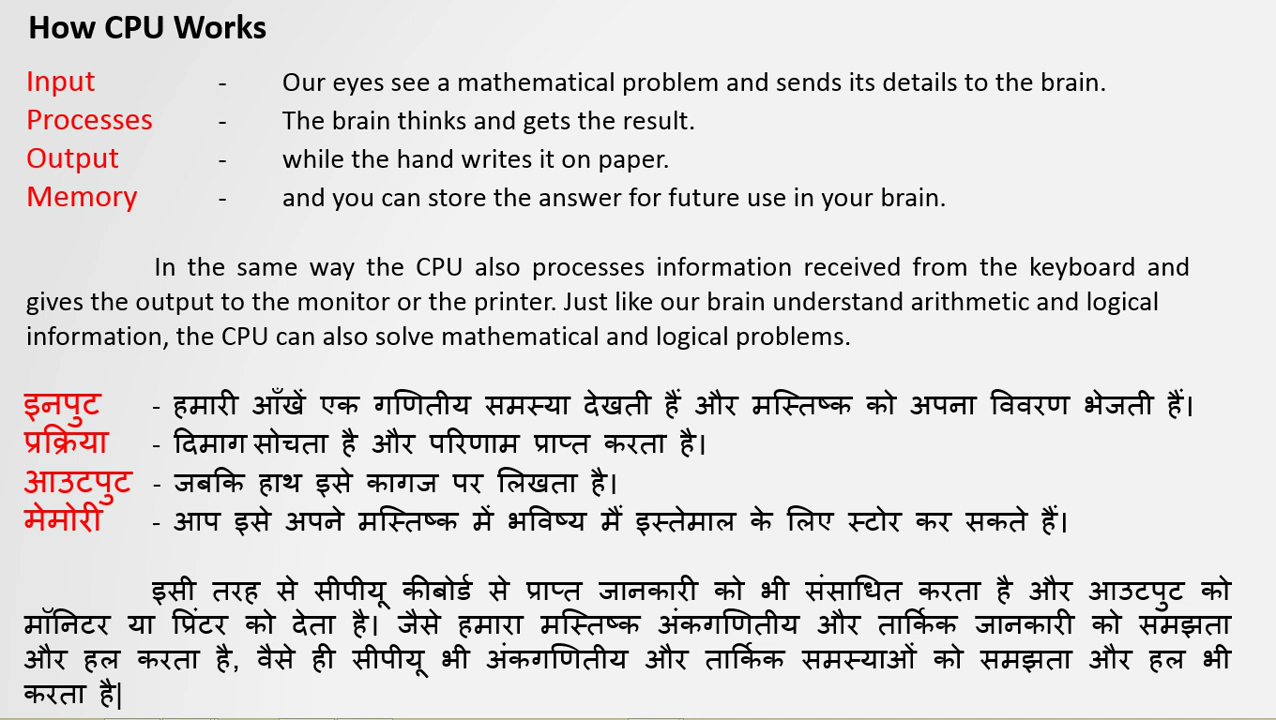 How CPU Works
Input - Our eyes see a mathematical problem and sends its details to the brain.
Processes - The brain thinks and gets the result.
Output - while the hand writes it on paper.
Memory - and you can store the answer for future use in your brain.
In the same way the CPU also processes information received from the keyboard and
gives the output to the monitor or the printer. Just like our brain understand arithmetic and logical
information, the CPU can also solve mathematical and logical problems.
इनपुट - हमारी आँखें एक गणितीय समस्या देखती हैं और मस्तिष्क को अपना विवरण भेजती हैं।
प्रक्रिया - दिमाग सोचता है और परिणाम प्राप्त करता है।
आउटपुट - जबकि हाथ इसे कागज पर लिखता है।
मेमोरी - आप इसे अपने मस्तिष्क में भविष्य मैं इस्तेमाल के लिए स्टोर कर सकते हैं।
इसी तरह से सीपीयू कीबोर्ड से प्राप्त जानकारी को भी संसाधित करता है और आउटपुट को
मॉनिटर या प्रिंटर को देता है। जैसे हमारा मस्तिष्क अंकगणितीय और तार्किक जानकारी को समझता
और हल करता है, वैसे ही सीपीयू भी अंकगणितीय और तार्किक समस्याओं को समझता और हल भी
करता है|